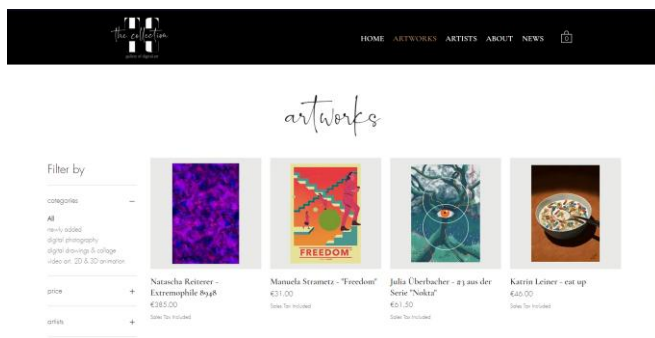 the collection
HOME ARTWORKS ARTISTS ABOUT NEWS 0
artworks
Filter by
categories
All
newly added
digital photography
digital drawings & collage
video art: 2D & 3D animation
price
artists
FREEDOM
Natascha Reiterer -
Extremophile 8948
€385.00
Sales Tax Included
Manuela Strametz - "Freedom"
€31.00
Sales Tax Included
Julia Überbacher - #3 aus der
Serie "Nokta"
€61.50
Sales Tax Included
Katrin Leiner - eat up
€46.00
Sales Tax Included